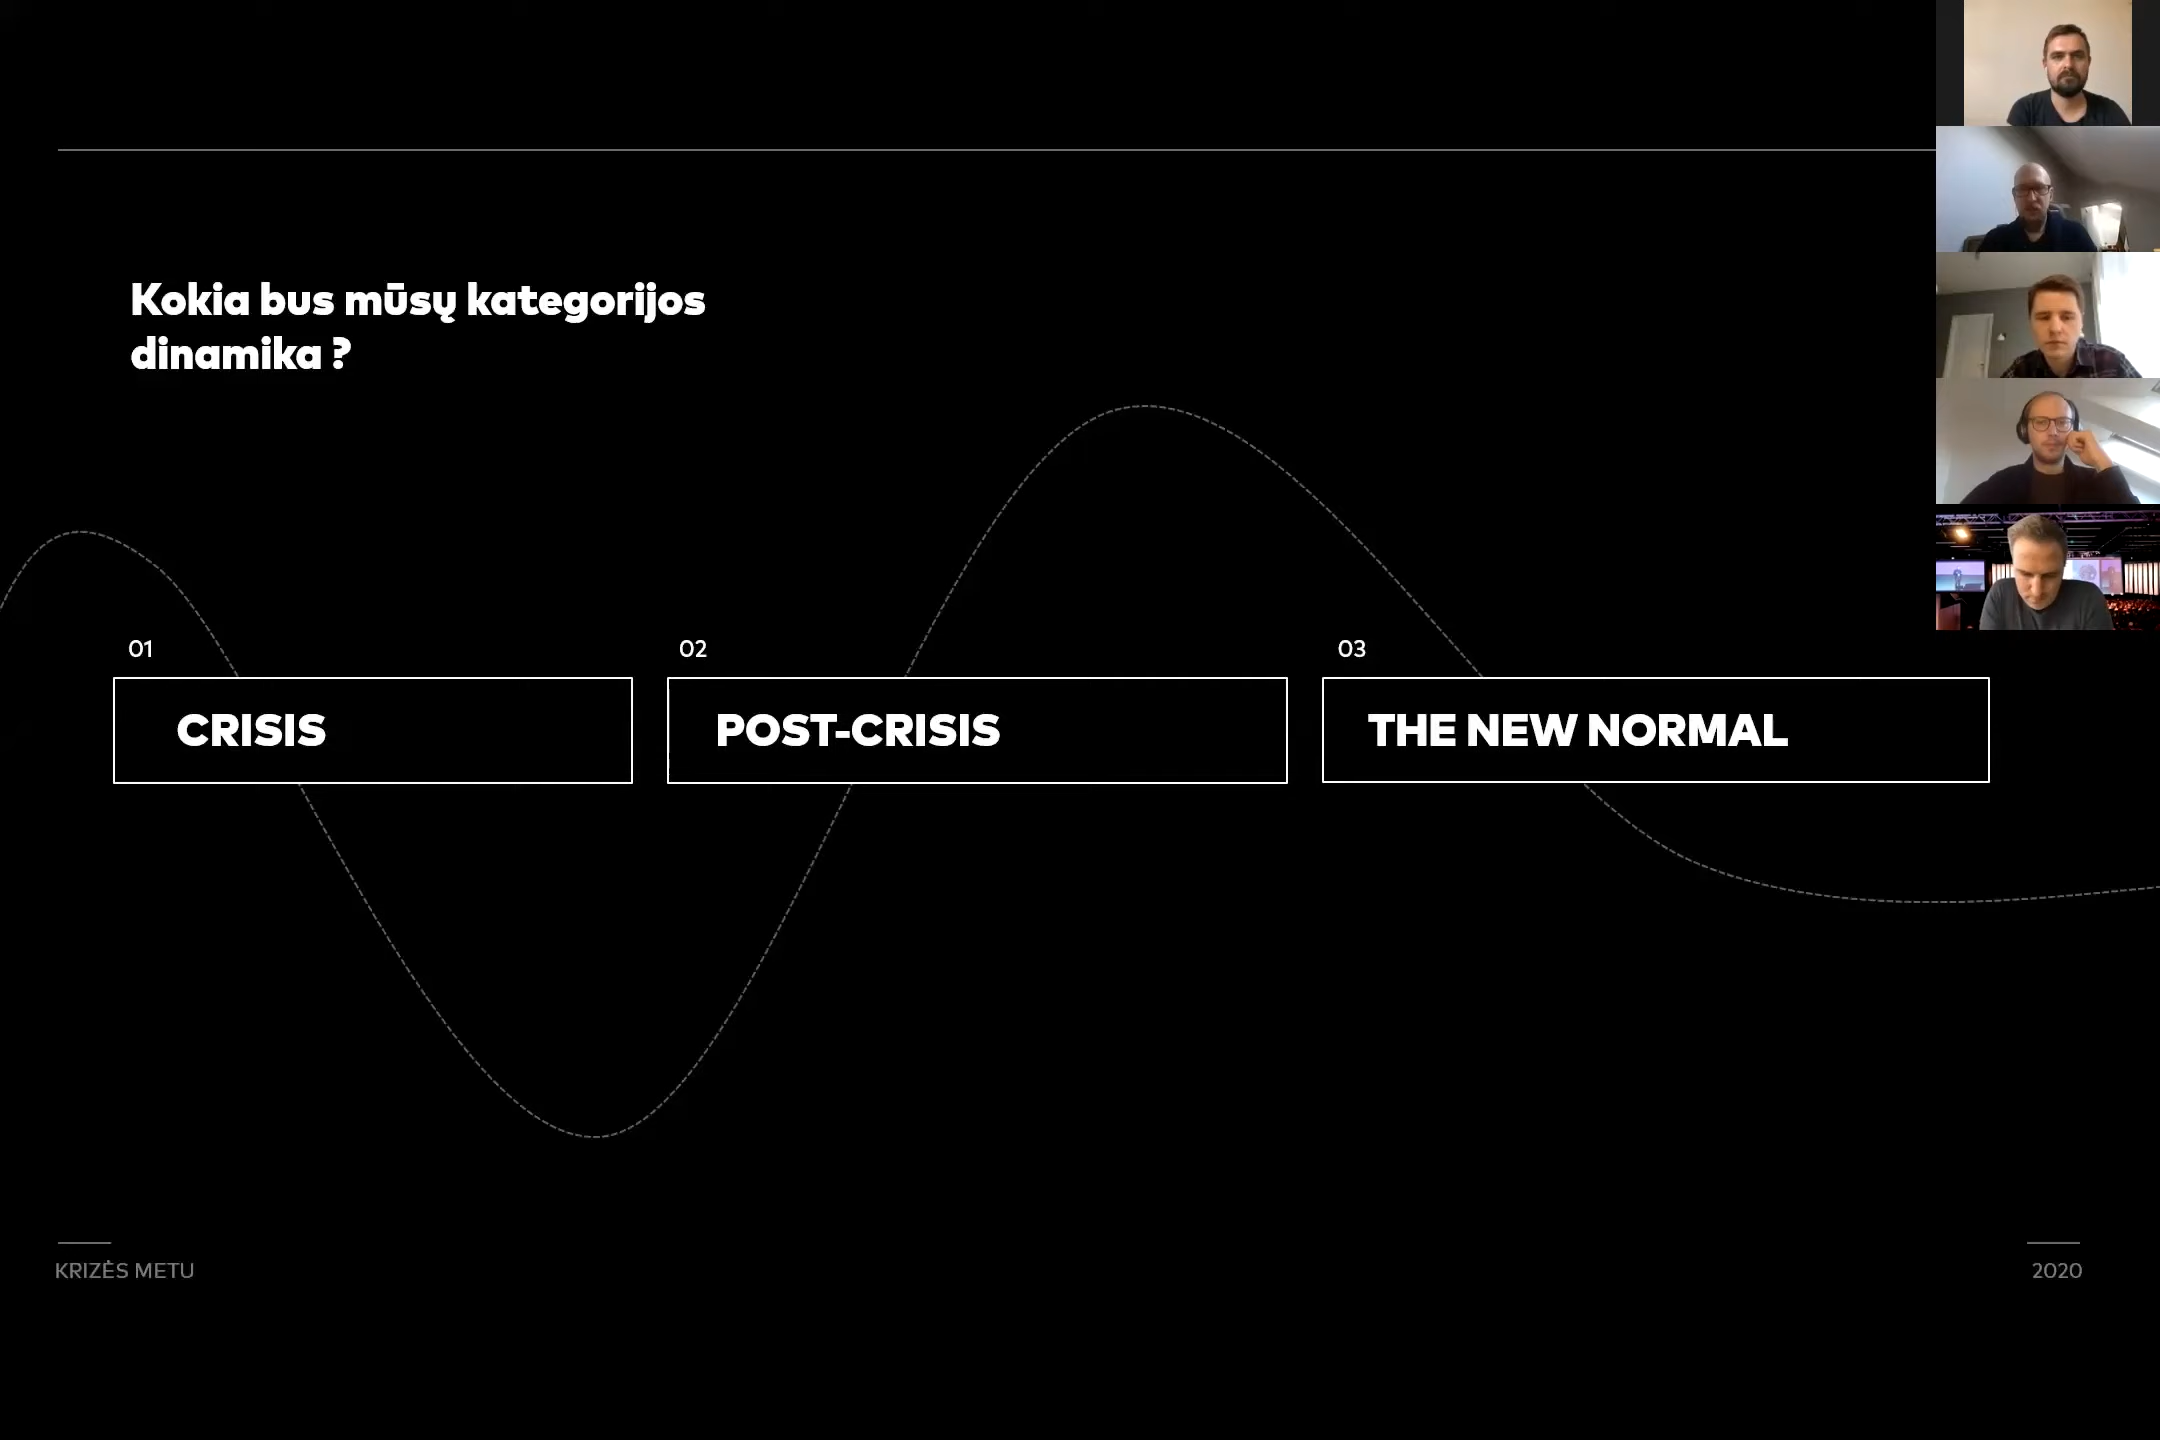 Kokia bus mūsų kategorijos
dinamika ?
01
CRISIS
02
POST-CRISIS
03
THE NEW NORMAL
KRIZĖS METU
2020